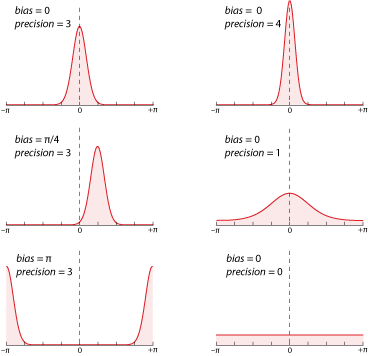 bias = 0
precision = 3
−π 0 +π
bias = 0
precision = 4
−π 0 +π
bias = π/4
precision = 3
−π 0 +π
bias = 0
precision = 1
−π 0 +π
bias = π
precision = 3
−π 0 +π
bias = 0
precision = 0
−π 0 +π